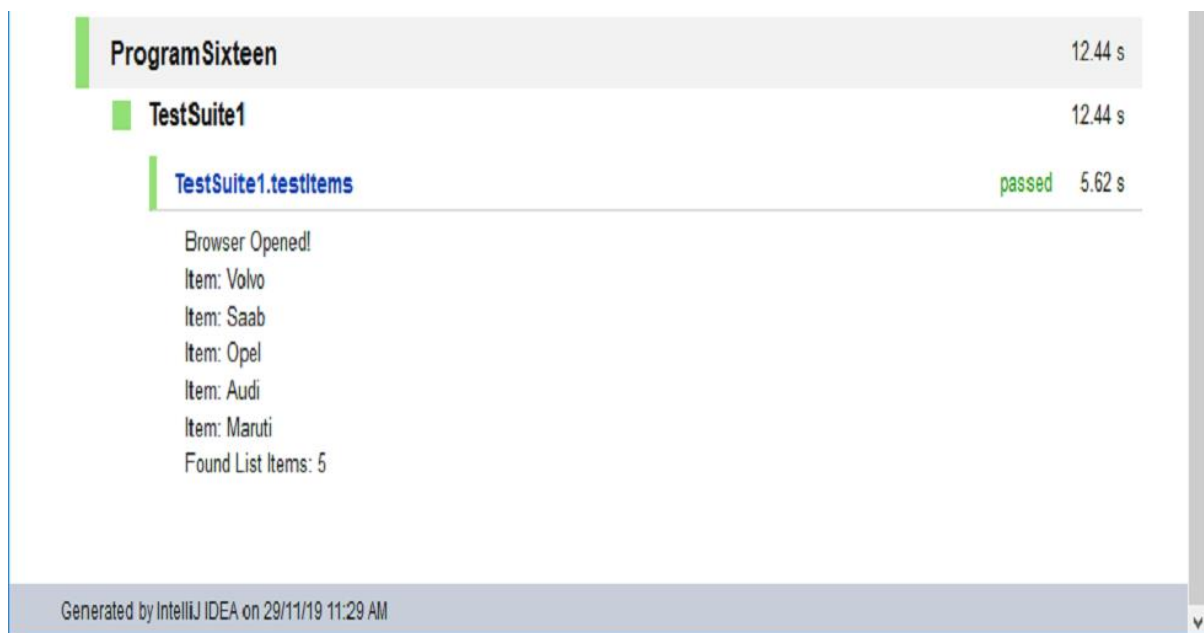 ProgramSixteen 12.44 s
TestSuite1 12.44 s
TestSuite1.testItems passed 5.62 s
Browser Opened!
Item: Volvo
Item: Saab
Item: Opel
Item: Audi
Item: Maruti
Found List Items: 5
Generated by IntelliJ IDEA on 29/11/19 11:29 AM